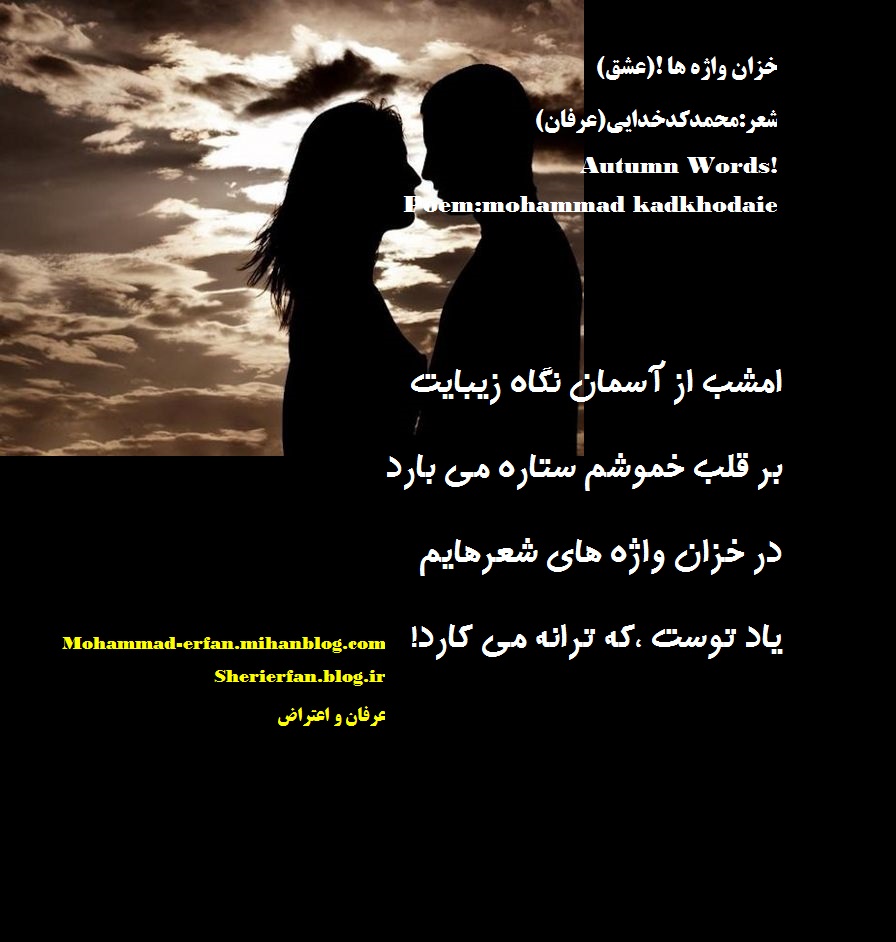 خزان واژه ها !(عشق)
شعر:محمدکدخدایی(عرفان)
Autumn Words!
Poem:mohammad kadkhodaie
امشب از آسمان نگاه زیبایت
بر قلب خموشم ستاره می بارد
در خزان واژه های شعرهایم
یاد توست ،که ترانه می کارد!
Mohammad-erfan.mihanblog.com
Sherierfan.blog.ir
عرفان و اعتراض